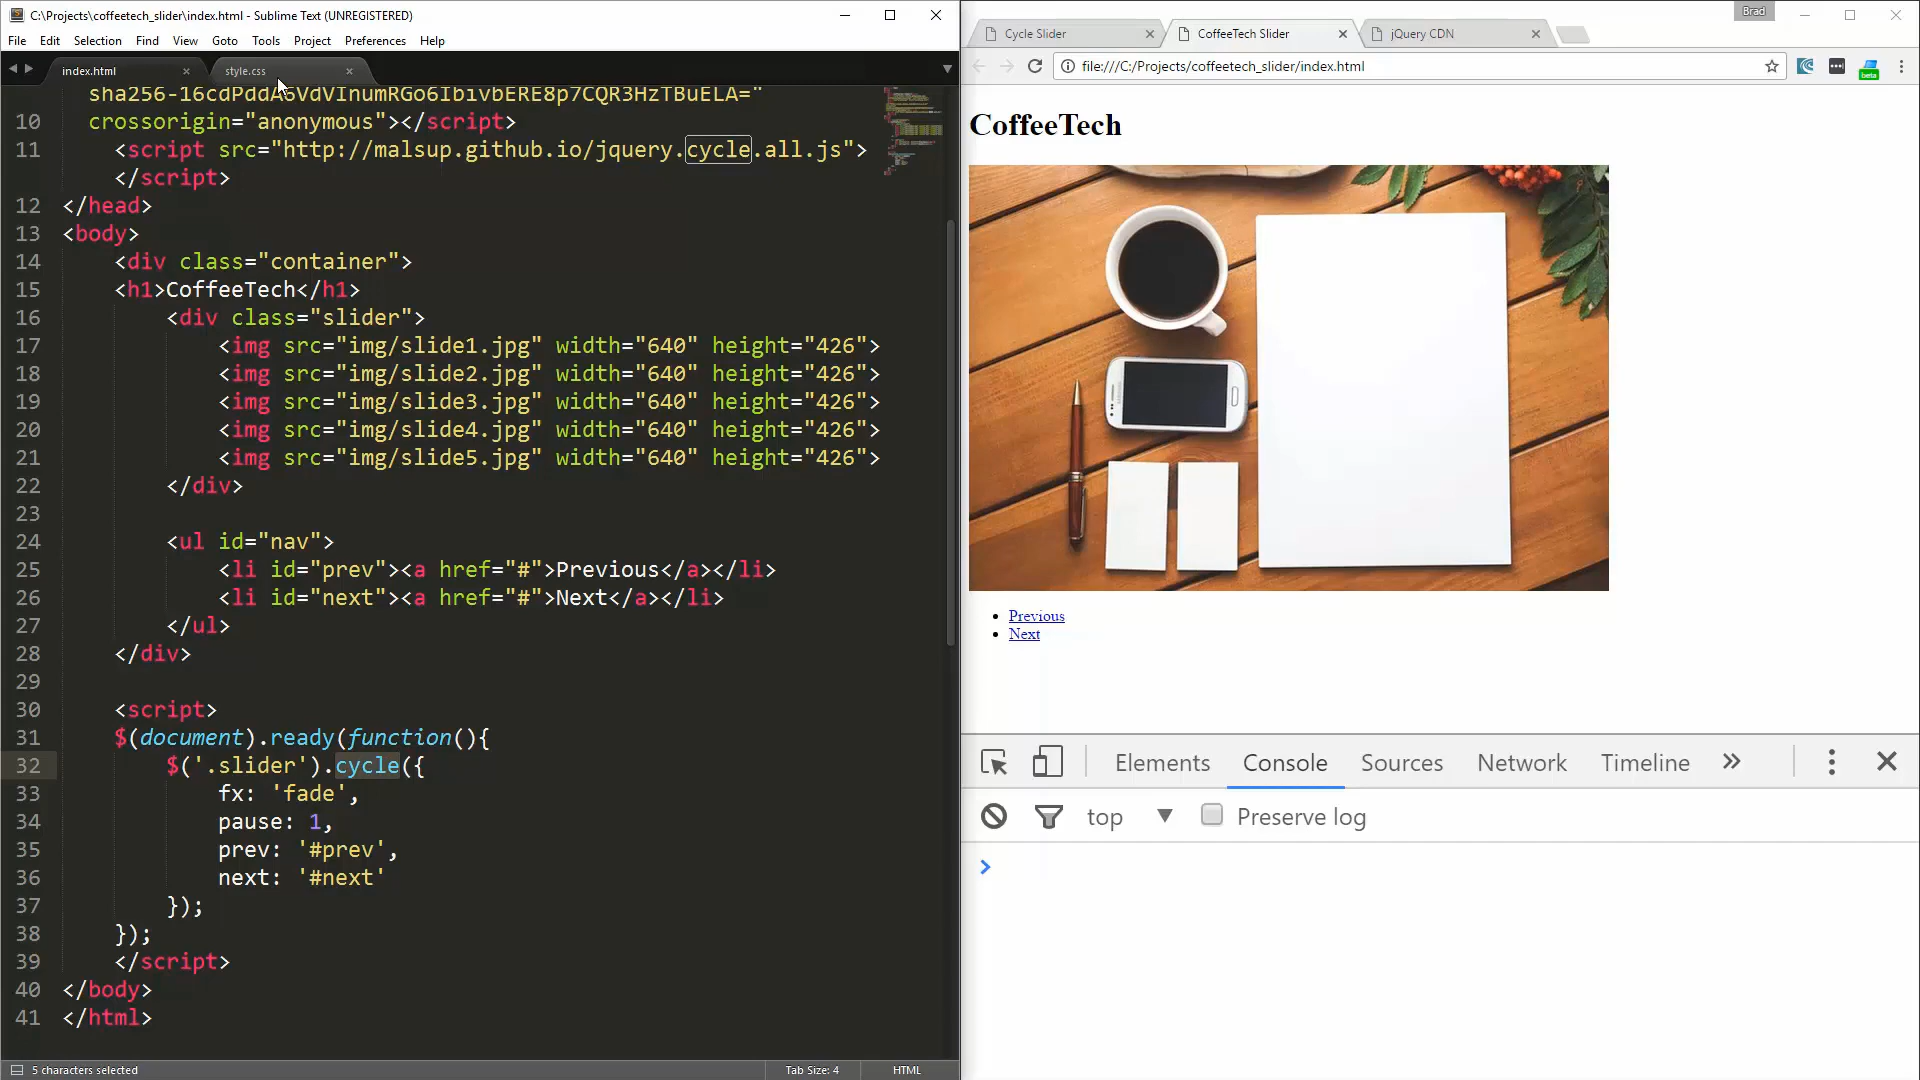 C:\Projects\coffeetech_slider\index.html - Sublime Text (UNREGISTERED)
File Edit Selection Find View Goto Tools Project Preferences Help
index.html style.css
crossorigin="anonymous"></script>
10
11 <script src="http://malsup.github.io/jquery.cycle.all.js">
</script>
12 </head>
13 <body>
14 <div class="container">
15 <h1>CoffeeTech</h1>
16 <div class="slider">
17 <img src="img/slide1.jpg" width="640" height="426">
18 <img src="img/slide2.jpg" width="640" height="426">
19 <img src="img/slide3.jpg" width="640" height="426">
20 <img src="img/slide4.jpg" width="640" height="426">
21 <img src="img/slide5.jpg" width="640" height="426">
22 </div>
23
24 <ul id="nav">
25 <li id="prev"><a href="#">Previous</a></li>
26 <li id="next"><a href="#">Next</a></li>
27 </ul>
28 </div>
29
30 <script>
31 $(document).ready(function(){
32 $('.slider').cycle({
33 fx: 'fade',
34 pause: 1,
35 prev: '#prev',
36 next: '#next'
37 });
38 });
39 </script>
40 </body>
41 </html>
5 characters selected Tab Size: 4 HTML
Brad
Cycle Slider CoffeeTech Slider jQuery CDN
file:///C:/Projects/coffeetech_slider/index.html
beta
CoffeeTech
Previous
Next
Elements Console Sources Network Timeline »
top Preserve log